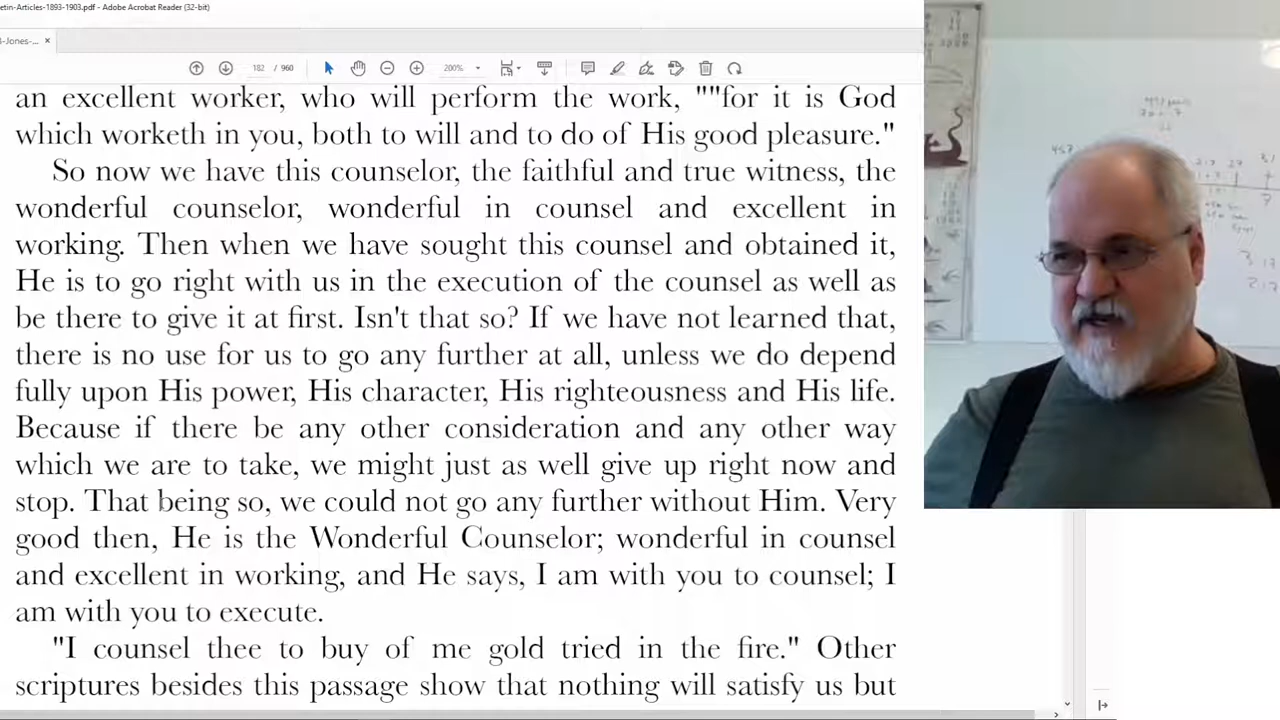 etin-Articles-1893-1903.pdf - Adobe Acrobat Reader (32-bit)
-Jones-... ×
182 / 960
200%
an excellent worker, who will perform the work, ""for it is God
which worketh in you, both to will and to do of His good pleasure."
So now we have this counselor, the faithful and true witness, the
wonderful counselor, wonderful in counsel and excellent in
working. Then when we have sought this counsel and obtained it,
He is to go right with us in the execution of the counsel as well as
be there to give it at first. Isn't that so? If we have not learned that,
there is no use for us to go any further at all, unless we do depend
fully upon His power, His character, His righteousness and His life.
Because if there be any other consideration and any other way
which we are to take, we might just as well give up right now and
stop. That being so, we could not go any further without Him. Very
good then, He is the Wonderful Counselor; wonderful in counsel
and excellent in working, and He says, I am with you to counsel; I
am with you to execute.
"I counsel thee to buy of me gold tried in the fire." Other
scriptures besides this passage show that nothing will satisfy us but
457